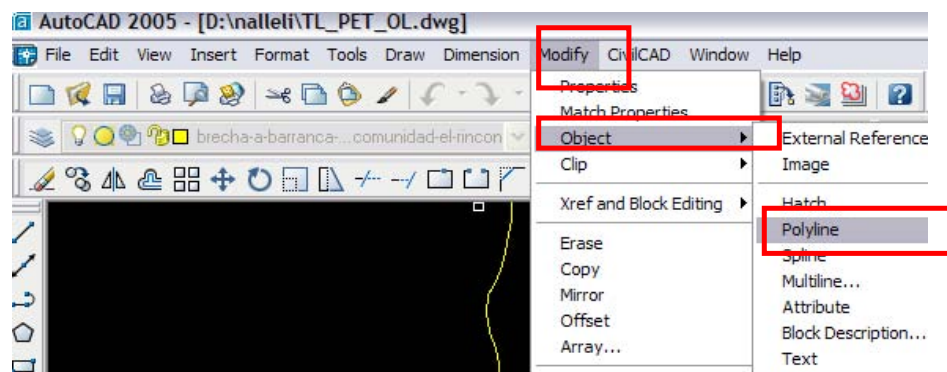 AutoCAD 2005 - [D:\nalleli\TL_PET_OL.dwg]
File Edit View Insert Format Tools Draw Dimension Modify CivilCAD Window Help
Properties
Match Properties
brecha-a-barranca-...comunidad-el-rincon
Object
External Reference
Clip
Image
Xref and Block Editing
Hatch
Polyline
Erase
Spline
Copy
Multiline...
Mirror
Attribute
Offset
Block Description...
Array...
Text